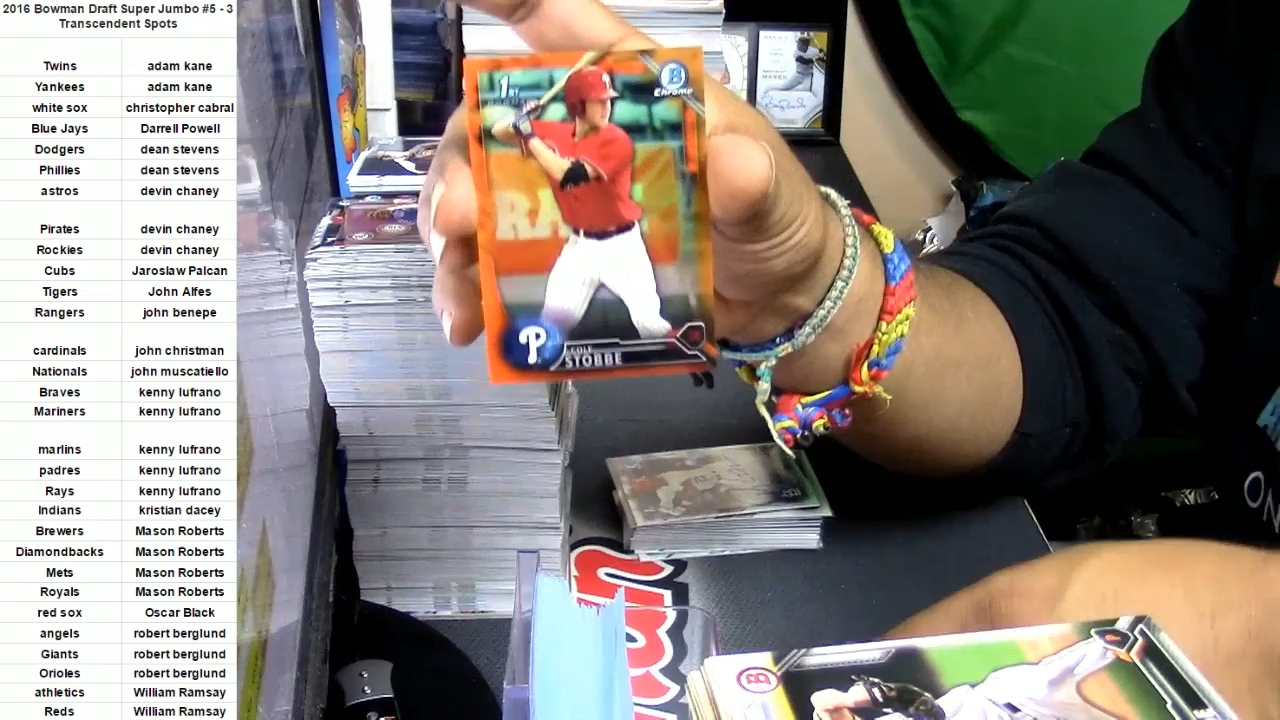 2016 Bowman Draft Super Jumbo #5 - 3
Transcendent Spots
Twins adam kane
Yankees adam kane
white sox christopher cabral
Blue Jays Darrell Powell
Dodgers dean stevens
Phillies dean stevens
astros devin chaney
Pirates devin chaney
Rockies devin chaney
Cubs Jaroslaw Palcan
Tigers John Alfes
Rangers john benepe
cardinals john christman
Nationals john muscatiello
Braves kenny lufrano
Mariners kenny lufrano
marlins kenny lufrano
padres kenny lufrano
Rays kenny lufrano
Indians kristian dacey
Brewers Mason Roberts
Diamondbacks Mason Roberts
Mets Mason Roberts
Royals Mason Roberts
red sox Oscar Black
angels robert berglund
Giants robert berglund
Orioles robert berglund
athletics William Ramsay
Reds William Ramsay
1ST
B
Chrome
RA
P
COLE
STOBBE
B